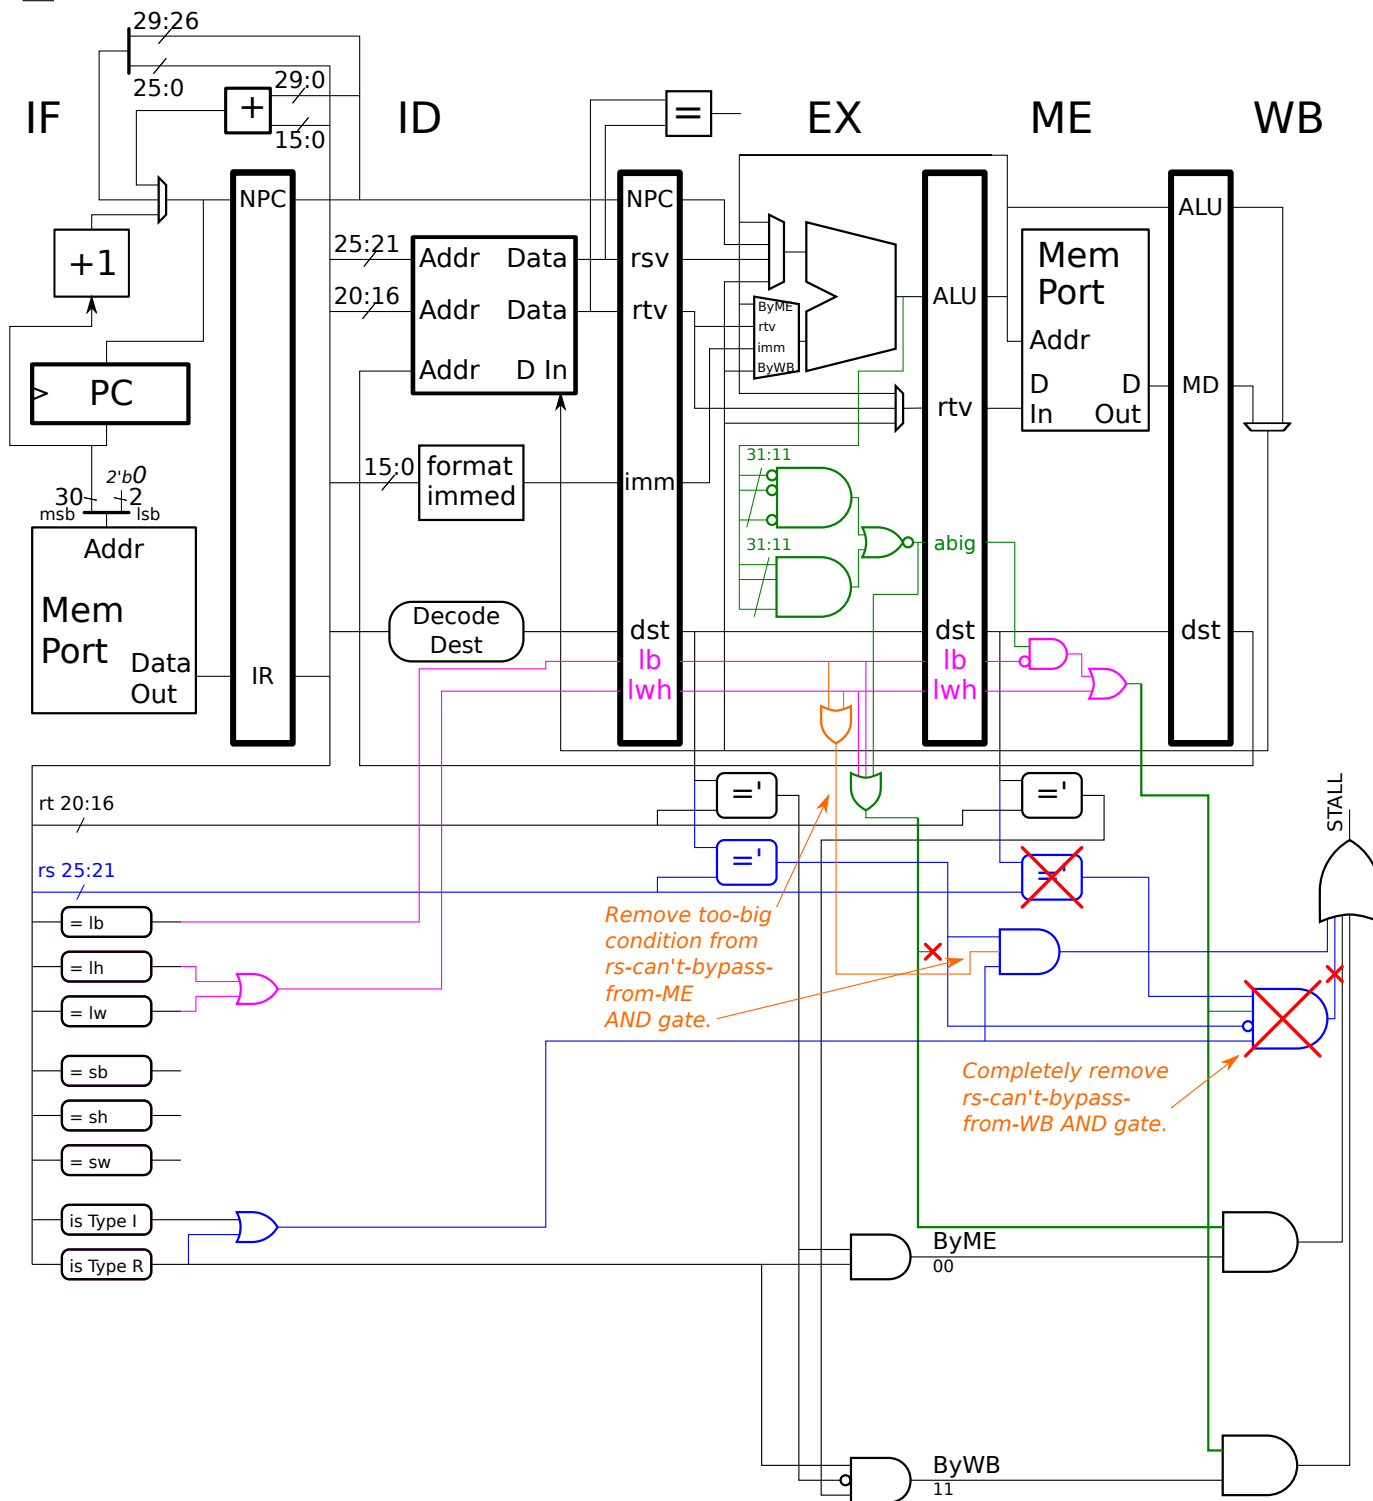 29:26
25:0
29:0
15:0
IF
ID
EX
ME
WB
+
=
NPC
NPC
ALU
+1
25:21
Addr
Data
rsv
20:16
Addr
Data
rtv
Addr
D In
ByME
rtv
imm
ByWB
ALU
Mem
Port
Addr
D
In
D
Out
MD
PC
rtv
15:0
format
immed
imm
31:11
31:11
abig
2'b0
30
2
msb
lsb
Addr
Mem
Port
Data
Out
IR
Decode
Dest
dst
lb
lwh
dst
lb
lwh
dst
rt 20:16
='
='
STALL
rs 25:21
='
='
= lb
= lh
= lw
= sb
= sh
= sw
is Type I
is Type R
Remove too-big
condition from
rs-can't-bypass-
from-ME
AND gate.
Completely remove
rs-can't-bypass-
from-WB AND gate.
ByME
00
ByWB
11